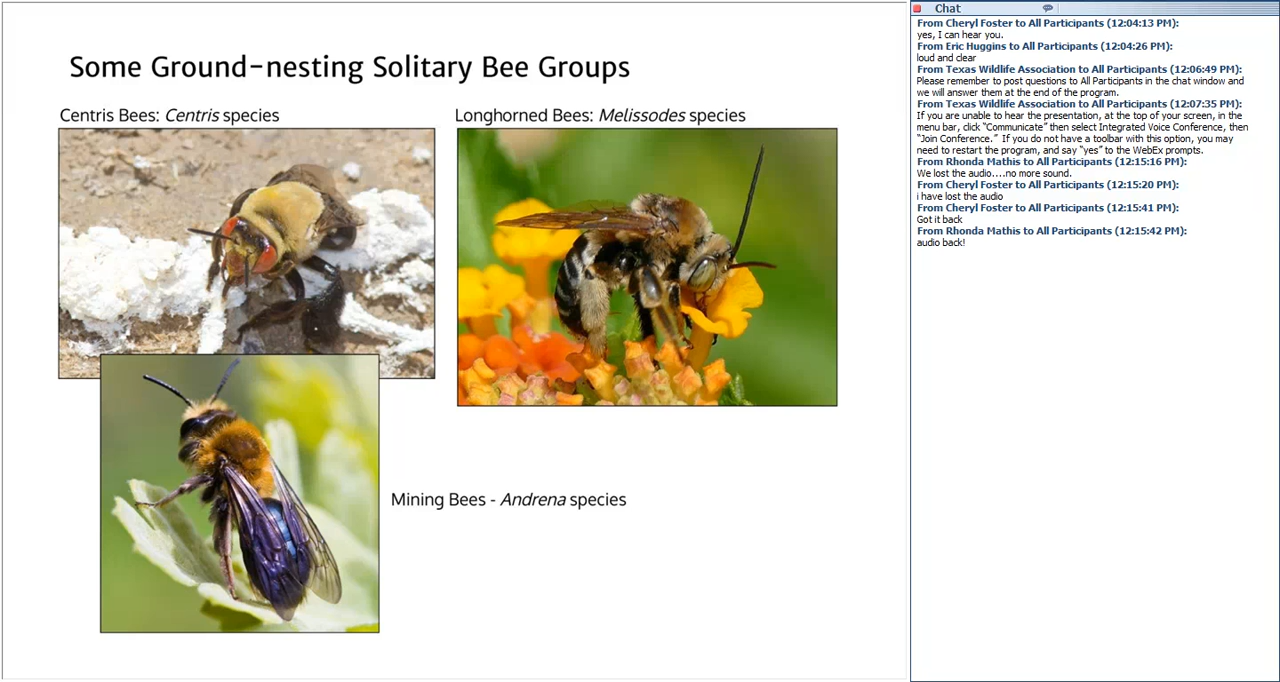 Some Ground-nesting Solitary Bee Groups
Centris Bees: Centris species
Longhorned Bees: Melissodes species
Mining Bees - Andrena species
Chat
From Cheryl Foster to All Participants (12:04:13 PM):
yes, I can hear you.
From Eric Huggins to All Participants (12:04:26 PM):
loud and clear
From Texas Wildlife Association to All Participants (12:06:49 PM):
Please remember to post questions to All Participants in the chat window and
we will answer them at the end of the program.
From Texas Wildlife Association to All Participants (12:07:35 PM):
If you are unable to hear the presentation, at the top of your screen, in the
menu bar, click “Communicate” then select Integrated Voice Conference, then
“Join Conference.”  If you do not have a toolbar with this option, you may
need to restart the program, and say “yes” to the WebEx prompts.
From Rhonda Mathis to All Participants (12:15:16 PM):
We lost the audio....no more sound.
From Cheryl Foster to All Participants (12:15:20 PM):
i have lost the audio
From Cheryl Foster to All Participants (12:15:41 PM):
Got it back
From Rhonda Mathis to All Participants (12:15:42 PM):
audio back!